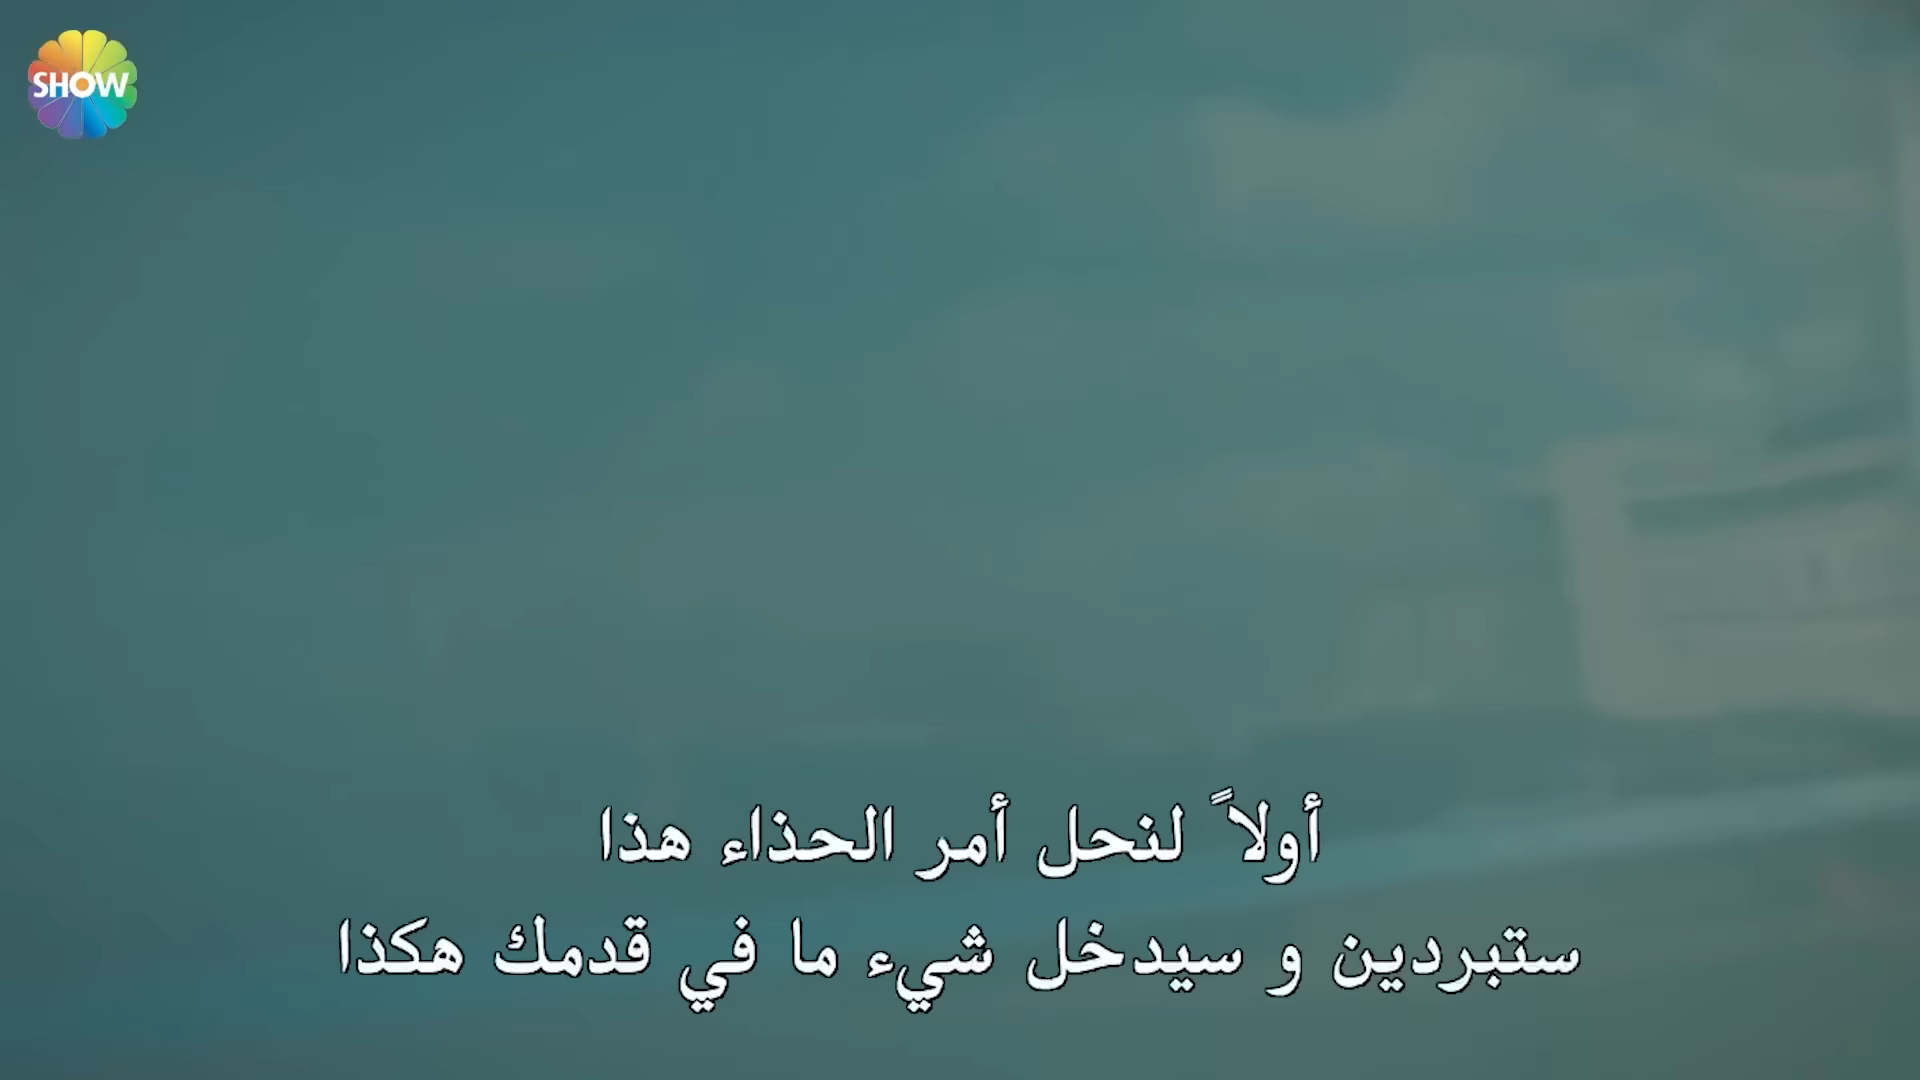 SHOW
أولاً لنحل أمر الحذاء هذا
ستبردين و سيدخل شيء ما في قدمك هكذا